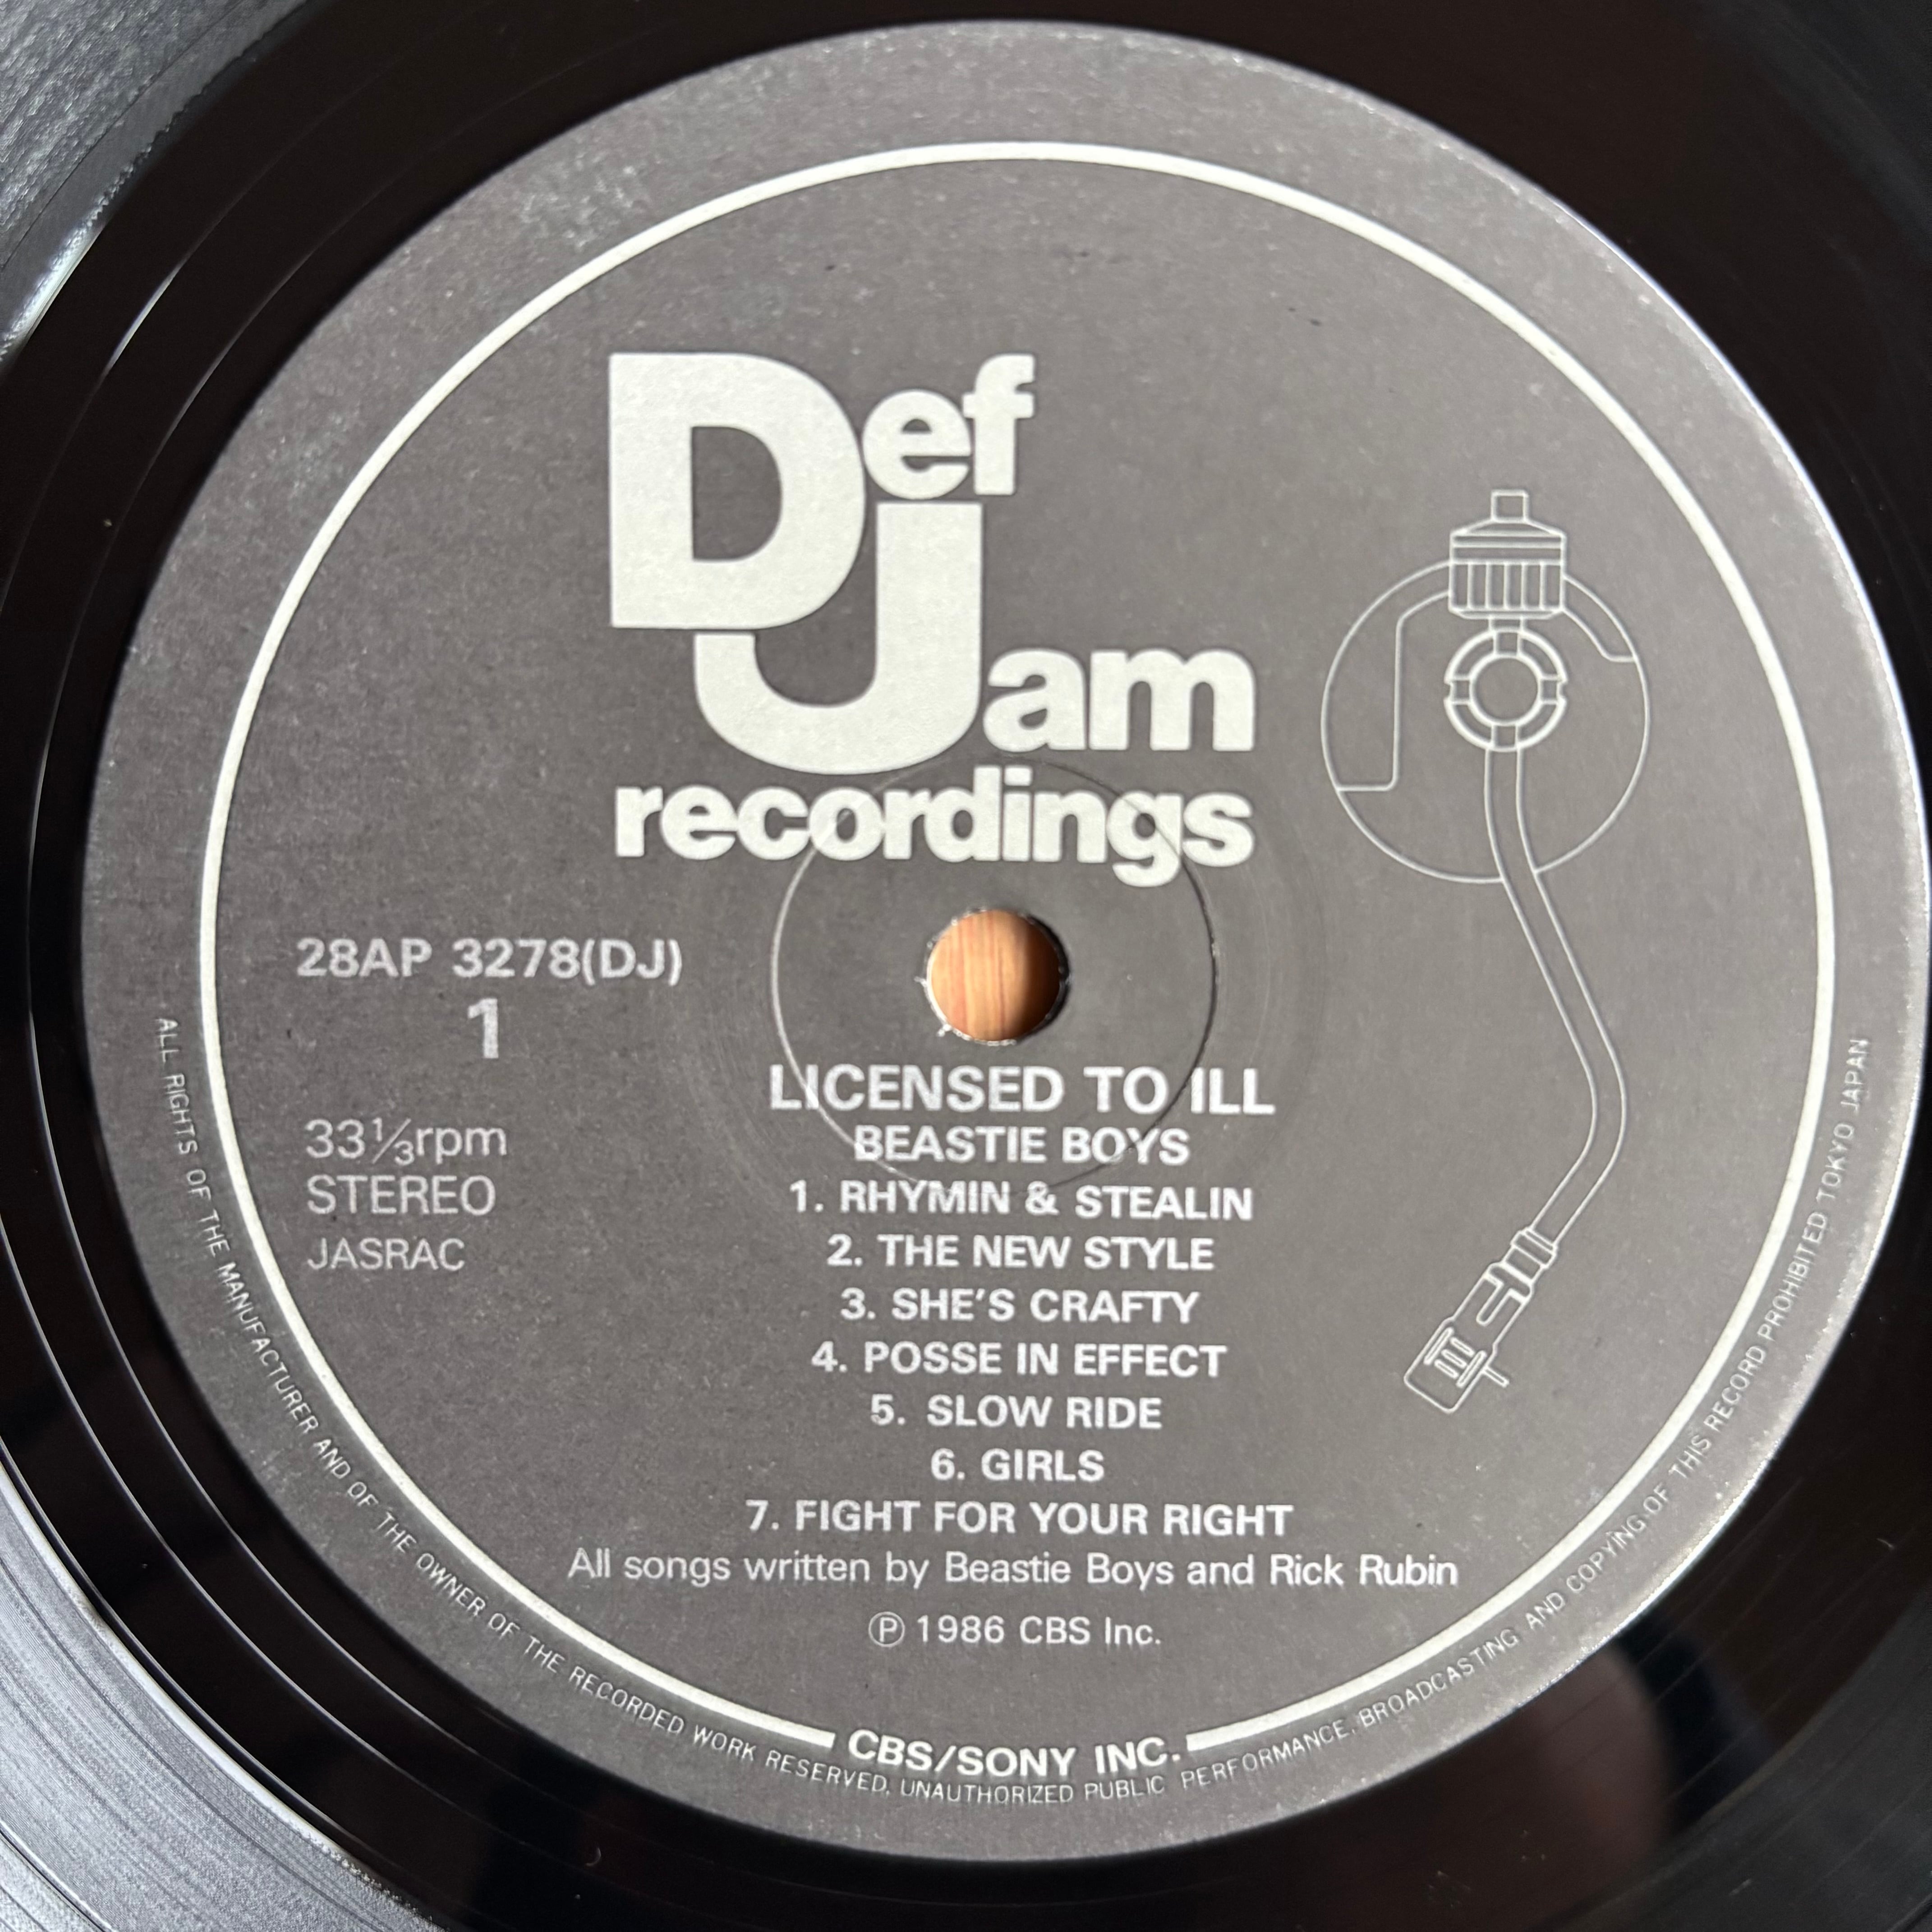 Def
Jam
recordings
28AP 3278(DJ)
1
33⅓rpm
STEREO
JASRAC
LICENSED TO ILL
BEASTIE BOYS
1. RHYMIN & STEALIN
2. THE NEW STYLE
3. SHE'S CRAFTY
4. POSSE IN EFFECT
5. SLOW RIDE
6. GIRLS
7. FIGHT FOR YOUR RIGHT
All songs written by Beastie Boys and Rick Rubin
Ⓟ 1986 CBS Inc.
CBS/SONY INC.
ALL RIGHTS OF THE MANUFACTURER AND OF THE OWNER OF THE RECORDED WORK RESERVED. UNAUTHORIZED PUBLIC PERFORMANCE, BROADCASTING AND COPYING OF THIS RECORD PROHIBITED TOKYO JAPAN